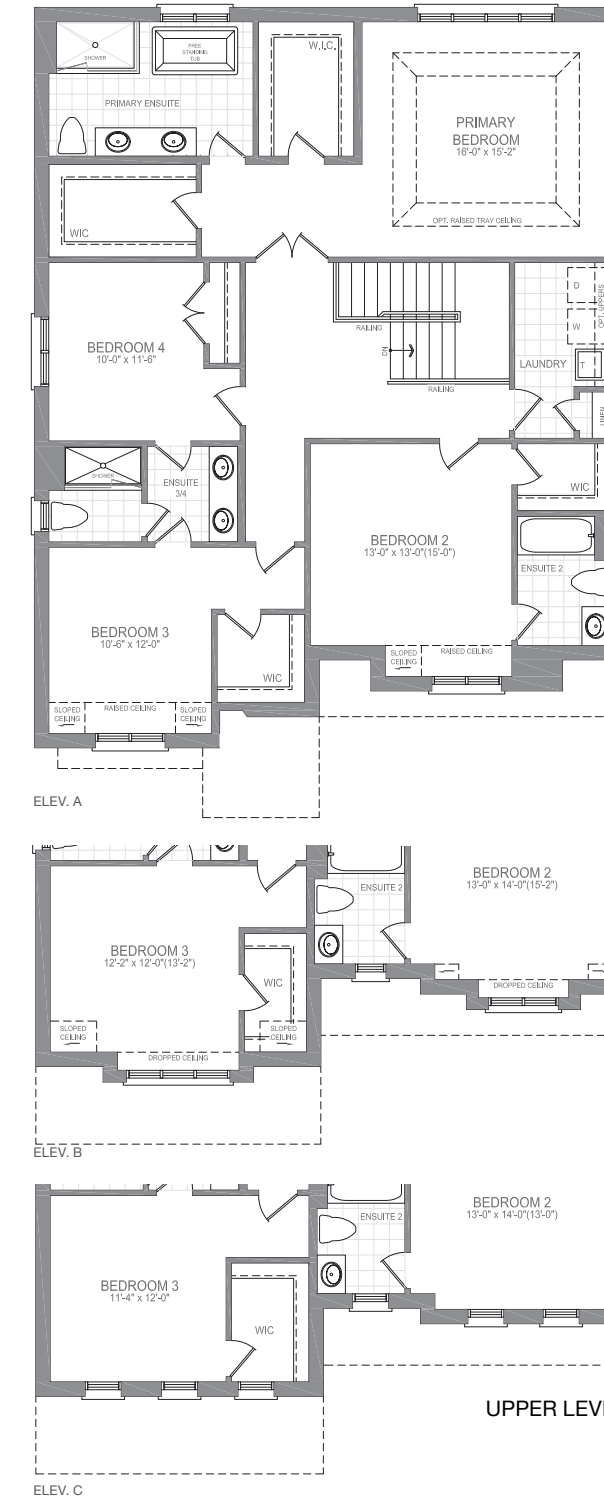 SHOWER
FREE
STANDING
TUB
W.I.C.
PRIMARY ENSUITE
PRIMARY
BEDROOM
16'-0" x 15'-2"
OPT. RAISED TRAY CEILING
WIC
BEDROOM 4
10'-0" x 11'-6"
RAILING
DN
RAILING
D
W
OPT. UPPERS
LAUNDRY
T
LINEN
SHOWER
ENSUITE
3/4
WIC
BEDROOM 2
13'-0" x 13'-0"(15'-0")
ENSUITE 2
BEDROOM 3
10'-6" x 12'-0"
WIC
SLOPED
CEILING
RAISED CEILING
SLOPED
CEILING
RAISED CEILING
SLOPED
CEILING
ELEV. A
ENSUITE 2
BEDROOM 2
13'-0" x 14'-0"(15'-2")
BEDROOM 3
12'-2" x 12'-0"(13'-2")
WIC
DROPPED CEILING
SLOPED
CEILING
SLOPED
CEILING
DROPPED CEILING
ELEV. B
ENSUITE 2
BEDROOM 2
13'-0" x 14'-0"(13'-0")
BEDROOM 3
11'-4" x 12'-0"
WIC
UPPER LEV
ELEV. C